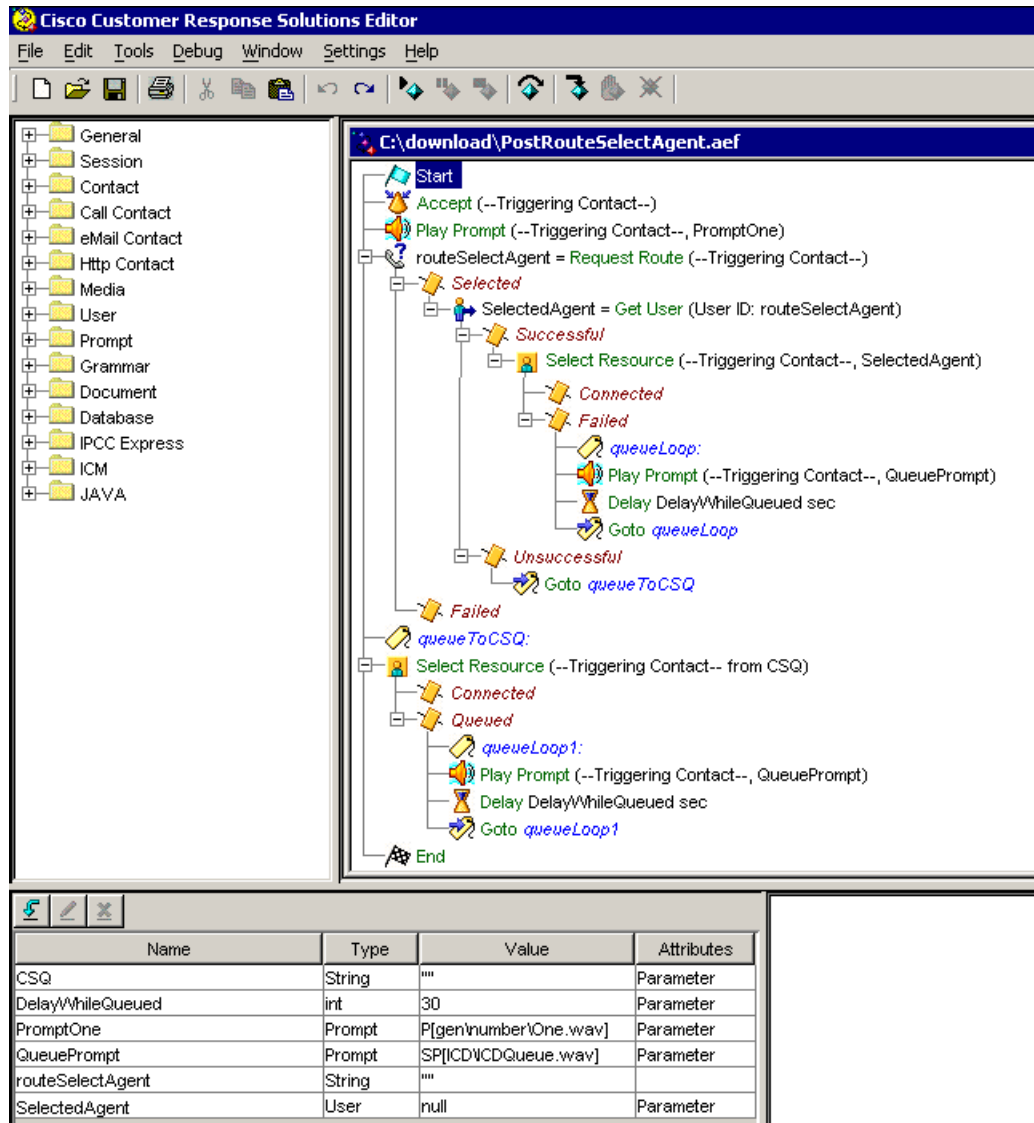 Cisco Customer Response Solutions Editor
File Edit Tools Debug Window Settings Help
General
Session
Contact
Call Contact
eMail Contact
Http Contact
Media
User
Prompt
Grammar
Document
Database
IPCC Express
ICM
JAVA
C:\download\PostRouteSelectAgent.aef
Start
Accept (--Triggering Contact--)
Play Prompt (--Triggering Contact--, PromptOne)
routeSelectAgent = Request Route (--Triggering Contact--)
Selected
SelectedAgent = Get User (User ID: routeSelectAgent)
Successful
Select Resource (--Triggering Contact--, SelectedAgent)
Connected
Failed
queueLoop:
Play Prompt (--Triggering Contact--, QueuePrompt)
Delay DelayWhileQueued sec
Goto queueLoop
Unsuccessful
Goto queueToCSQ
Failed
queueToCSQ:
Select Resource (--Triggering Contact-- from CSQ)
Connected
Queued
queueLoop1:
Play Prompt (--Triggering Contact--, QueuePrompt)
Delay DelayWhileQueued sec
Goto queueLoop1
End
Name Type Value Attributes
CSQ String "" Parameter
DelayWhileQueued int 30 Parameter
PromptOne Prompt P[gen\number\One.wav] Parameter
QueuePrompt Prompt SP[ICD\ICDQueue.wav] Parameter
routeSelectAgent String ""
SelectedAgent User null Parameter